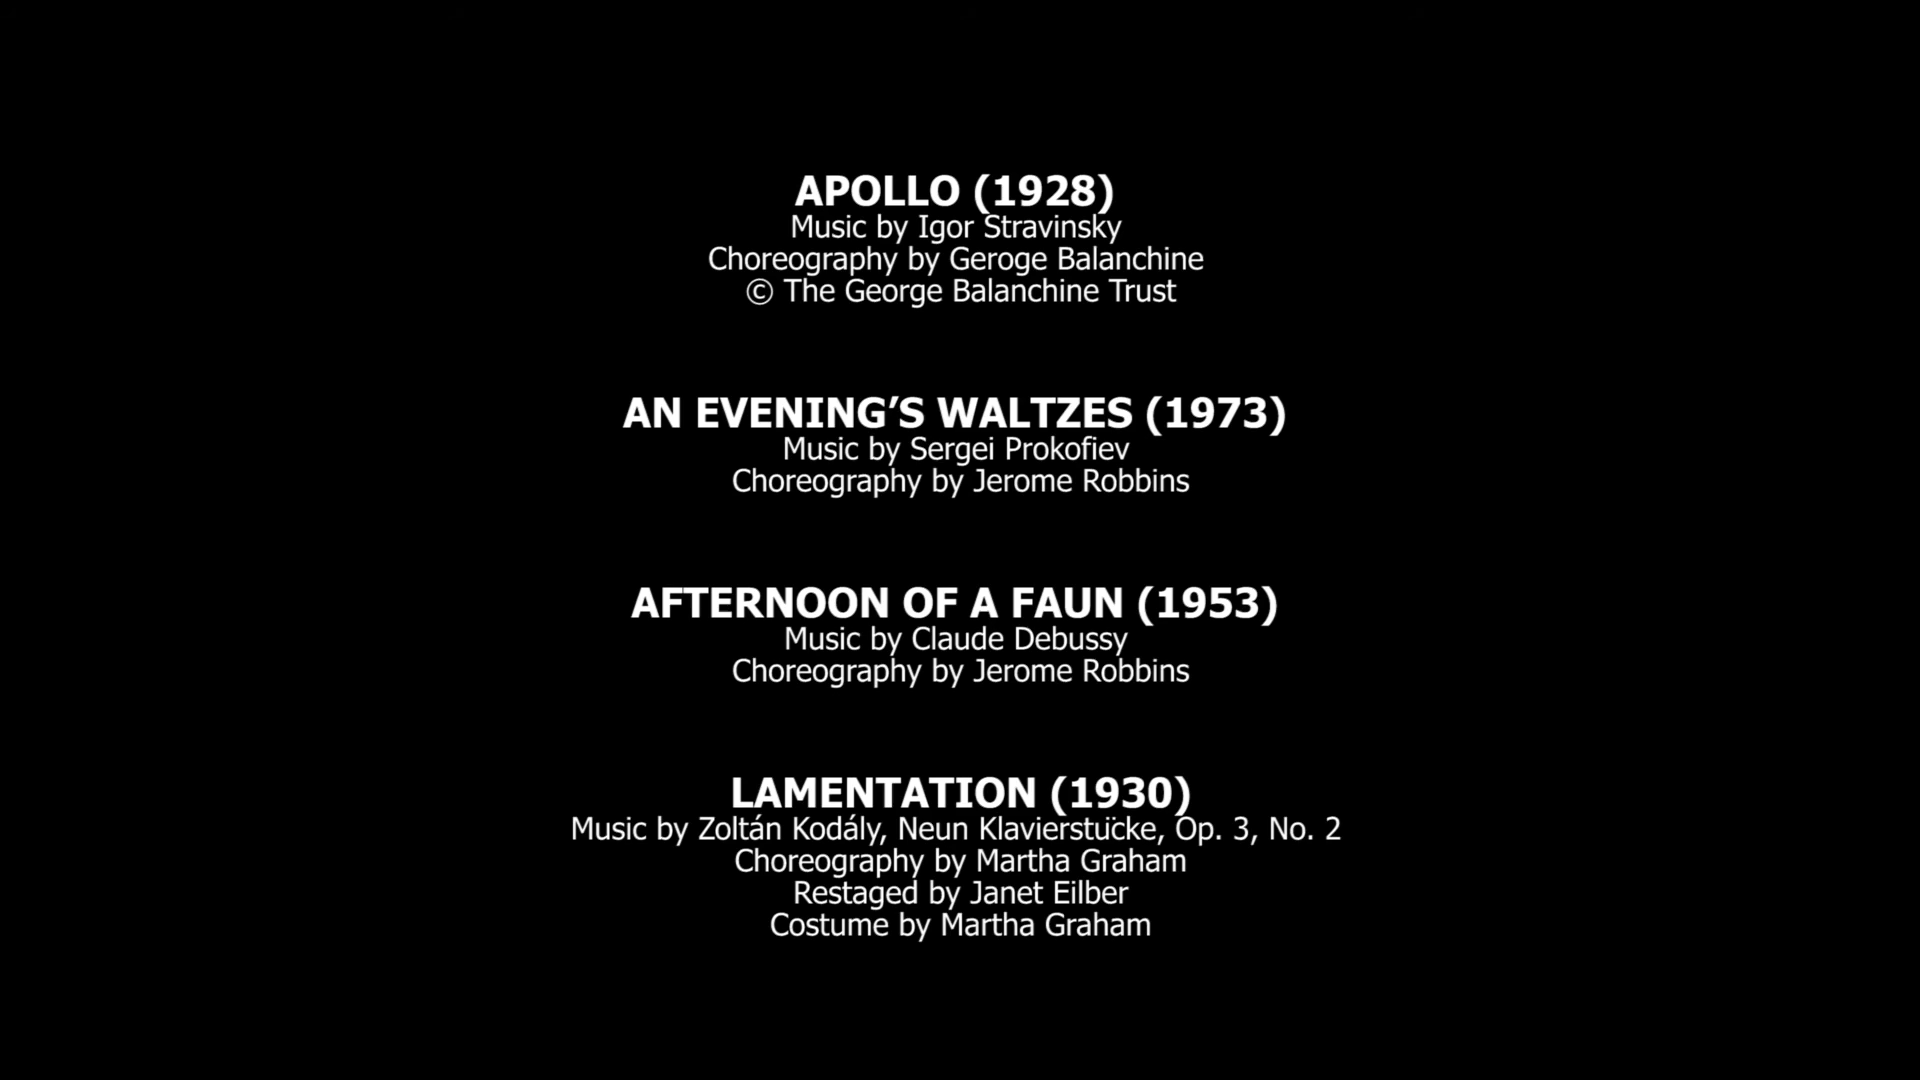 APOLLO (1928)
Music by Igor Stravinsky
Choreography by Geroge Balanchine
© The George Balanchine Trust
AN EVENING’S WALTZES (1973)
Music by Sergei Prokofiev
Choreography by Jerome Robbins
AFTERNOON OF A FAUN (1953)
Music by Claude Debussy
Choreography by Jerome Robbins
LAMENTATION (1930)
Music by Zoltán Kodály, Neun Klavierstücke, Op. 3, No. 2
Choreography by Martha Graham
Restaged by Janet Eilber
Costume by Martha Graham